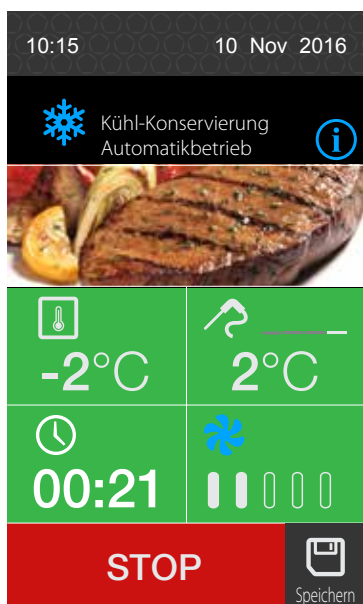 10:15 10 Nov 2016
Kühl-Konservierung
Automatikbetrieb
i
-2°C 2°C
00:21
STOP
Speichern